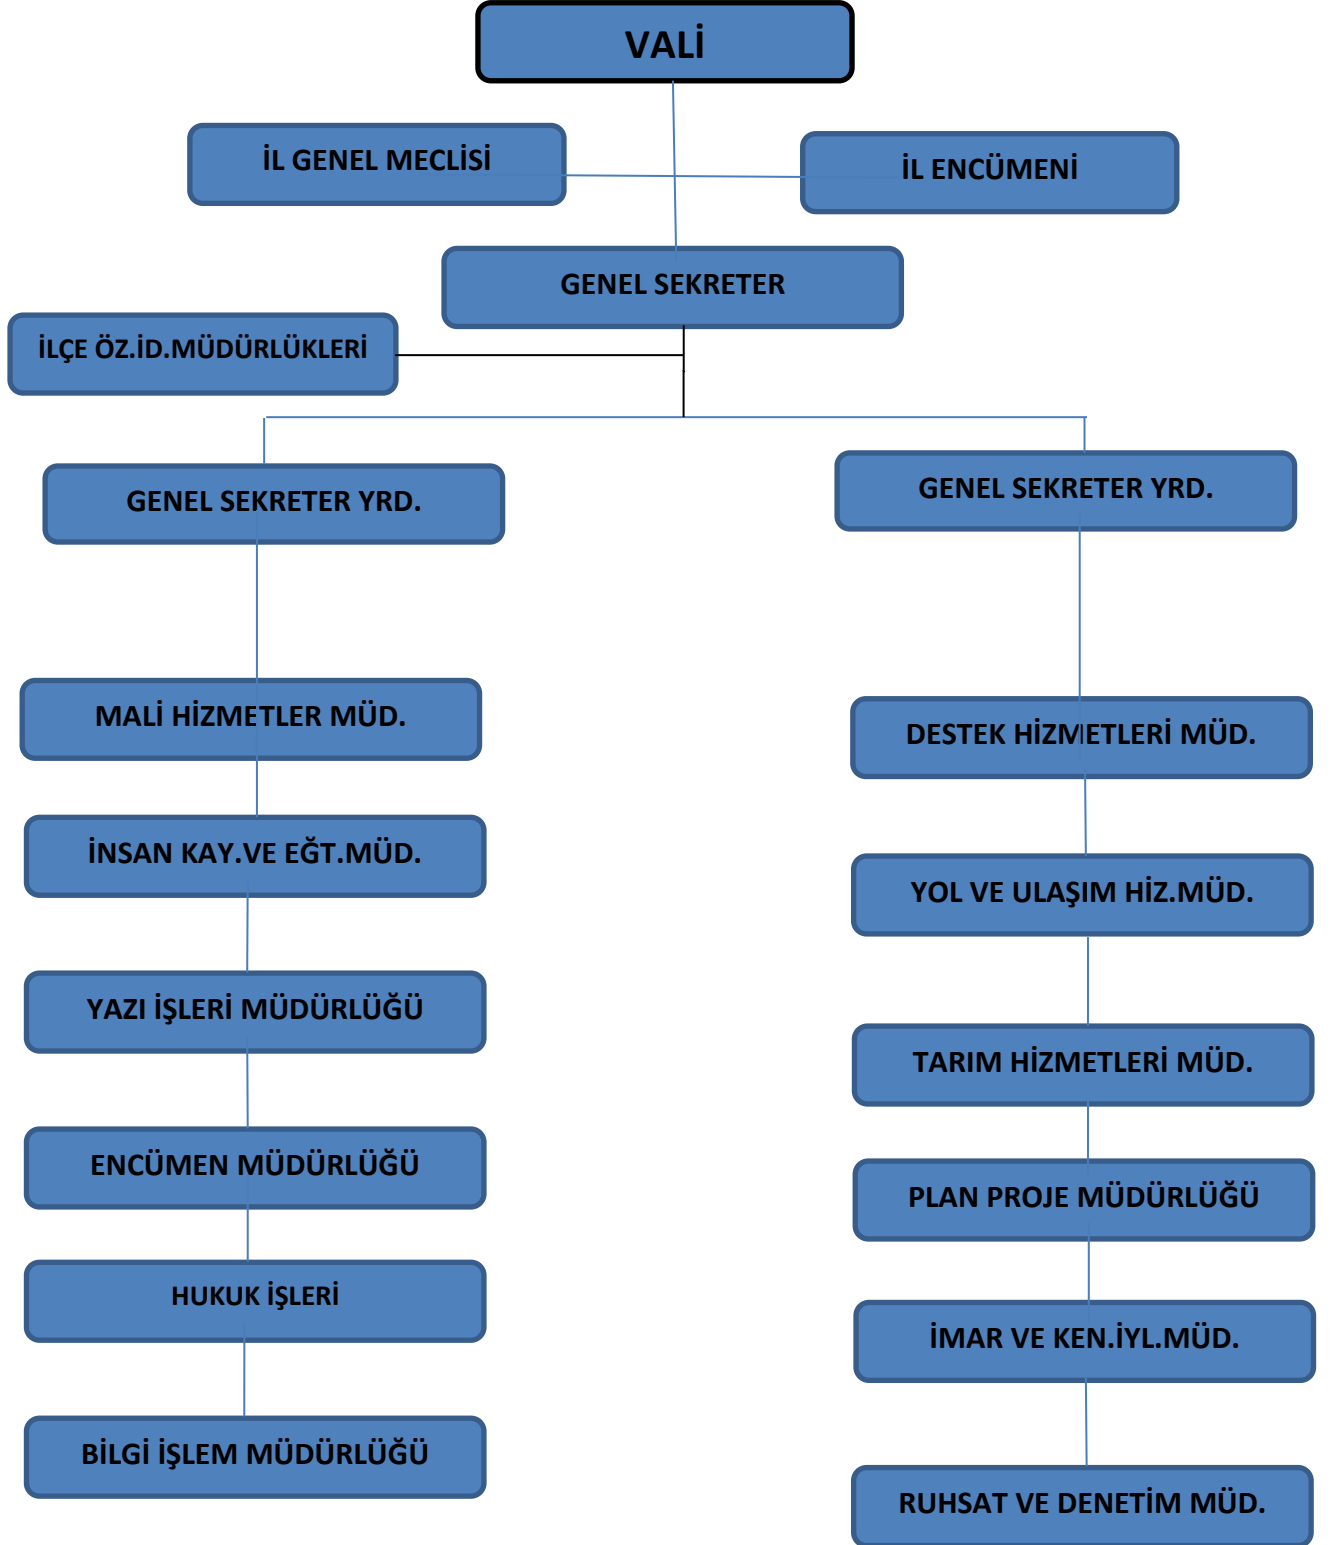 VALİ
İL GENEL MECLİSİ
İL ENCÜMENİ
GENEL SEKRETER
İLÇE ÖZ.İD.MÜDÜRLÜKLERİ
GENEL SEKRETER YRD.
MALİ HİZMETLER MÜD.
İNSAN KAY.VE EĞT.MÜD.
YAZI İŞLERİ MÜDÜRLÜĞÜ
ENCÜMEN MÜDÜRLÜĞÜ
HUKUK İŞLERİ
BİLGİ İŞLEM MÜDÜRLÜĞÜ
GENEL SEKRETER YRD.
DESTEK HİZMETLERİ MÜD.
YOL VE ULAŞIM HİZ.MÜD.
TARIM HİZMETLERİ MÜD.
PLAN PROJE MÜDÜRLÜĞÜ
İMAR VE KEN.İYL.MÜD.
RUHSAT VE DENETİM MÜD.